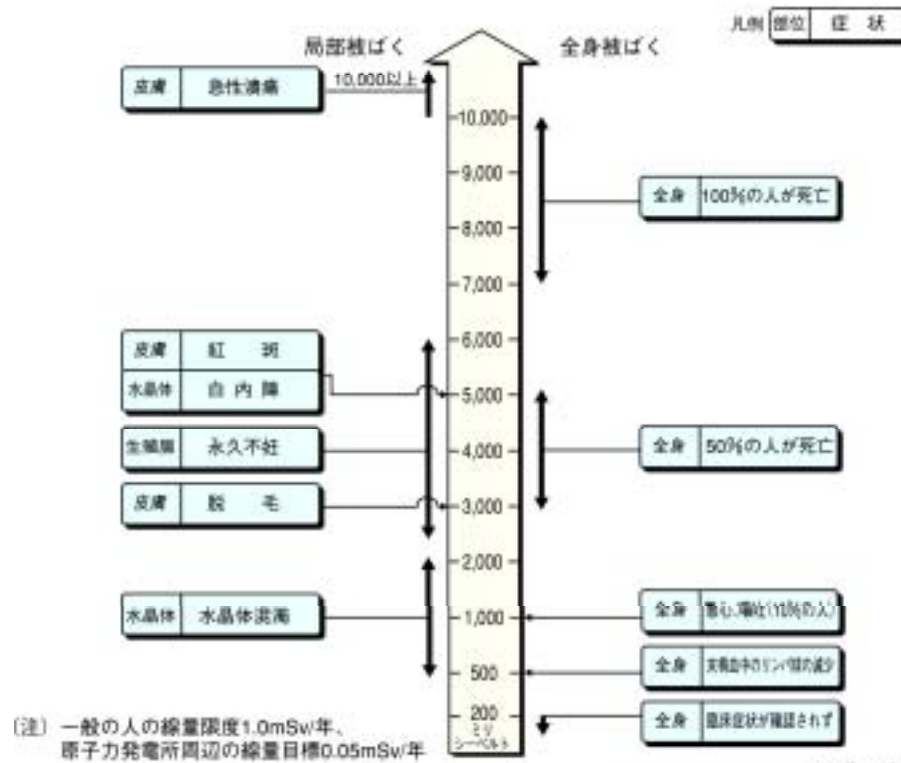 凡例 部位 症 状
局部被ばく
全身被ばく
皮膚 急性潰瘍
10,000以上
10,000
9,000
全身 100%の人が死亡
8,000
7,000
6,000
皮膚 紅 斑
水晶体 白内障
5,000
生殖腺 永久不妊
4,000
全身 50%の人が死亡
皮膚 脱 毛
3,000
2,000
水晶体 水晶体混濁
1,000
全身 悪心、嘔吐(10%の人)
500
全身 末梢血中のリンパ球の減少
200
ミリ
シーベルト
全身 臨床症状が確認されず
(注) 一般の人の線量限度1.0mSv/年、
原子力発電所周辺の線量目標0.05mSv/年